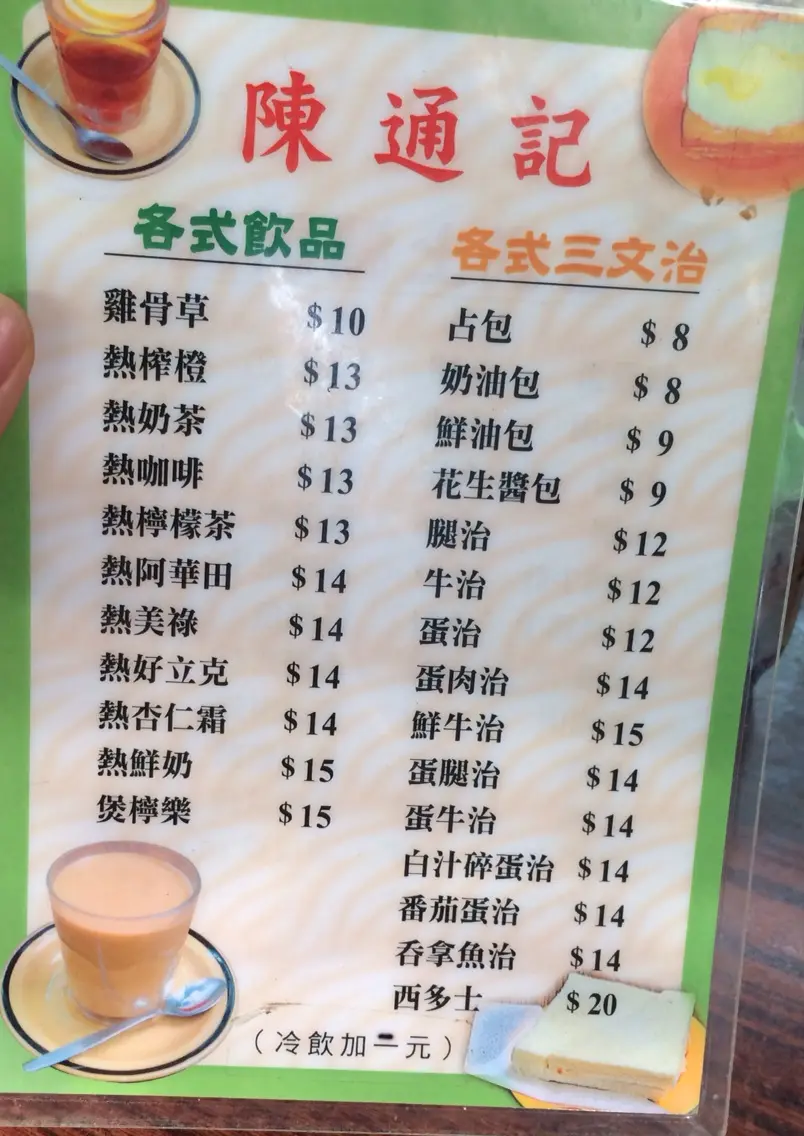 陳通記
各式飲品
雞骨草 $10
熱榨橙 $13
熱奶茶 $13
熱咖啡 $13
熱檸檬茶 $13
熱阿華田 $14
熱美祿 $14
熱好立克 $14
熱杏仁霜 $14
熱鮮奶 $15
煲檸樂 $15
各式三文治
占包 $8
奶油包 $8
鮮油包 $9
花生醬包 $9
腿治 $12
牛治 $12
蛋治 $12
蛋肉治 $14
鮮牛治 $15
蛋腿治 $14
蛋牛治 $14
白汁碎蛋治 $14
番茄蛋治 $14
吞拿魚治 $14
西多士 $20
（冷飲加一元）